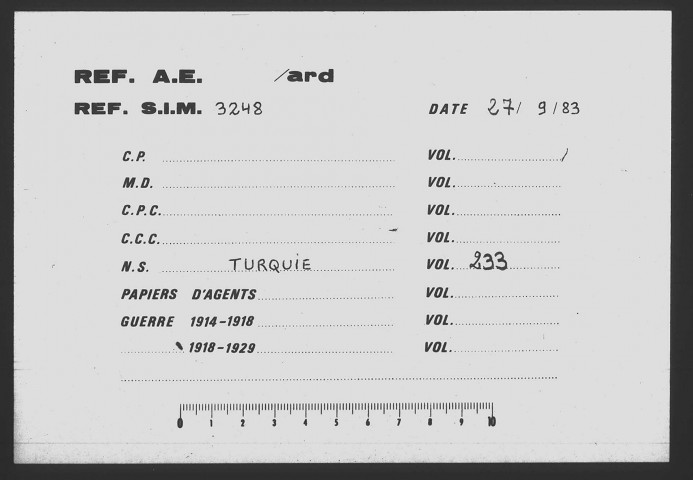 REF. A.E. /ard
REF. S.I.M. 3248 DATE 27/ 9/83
C.P. VOL. /
M.D. VOL.
C.P.C. VOL.
C.C.C. VOL.
N.S. TURQUIE VOL. 233
PAPIERS D'AGENTS VOL.
GUERRE 1914-1918 VOL.
1918-1929 VOL.
0 1 2 3 4 5 6 7 8 9 10